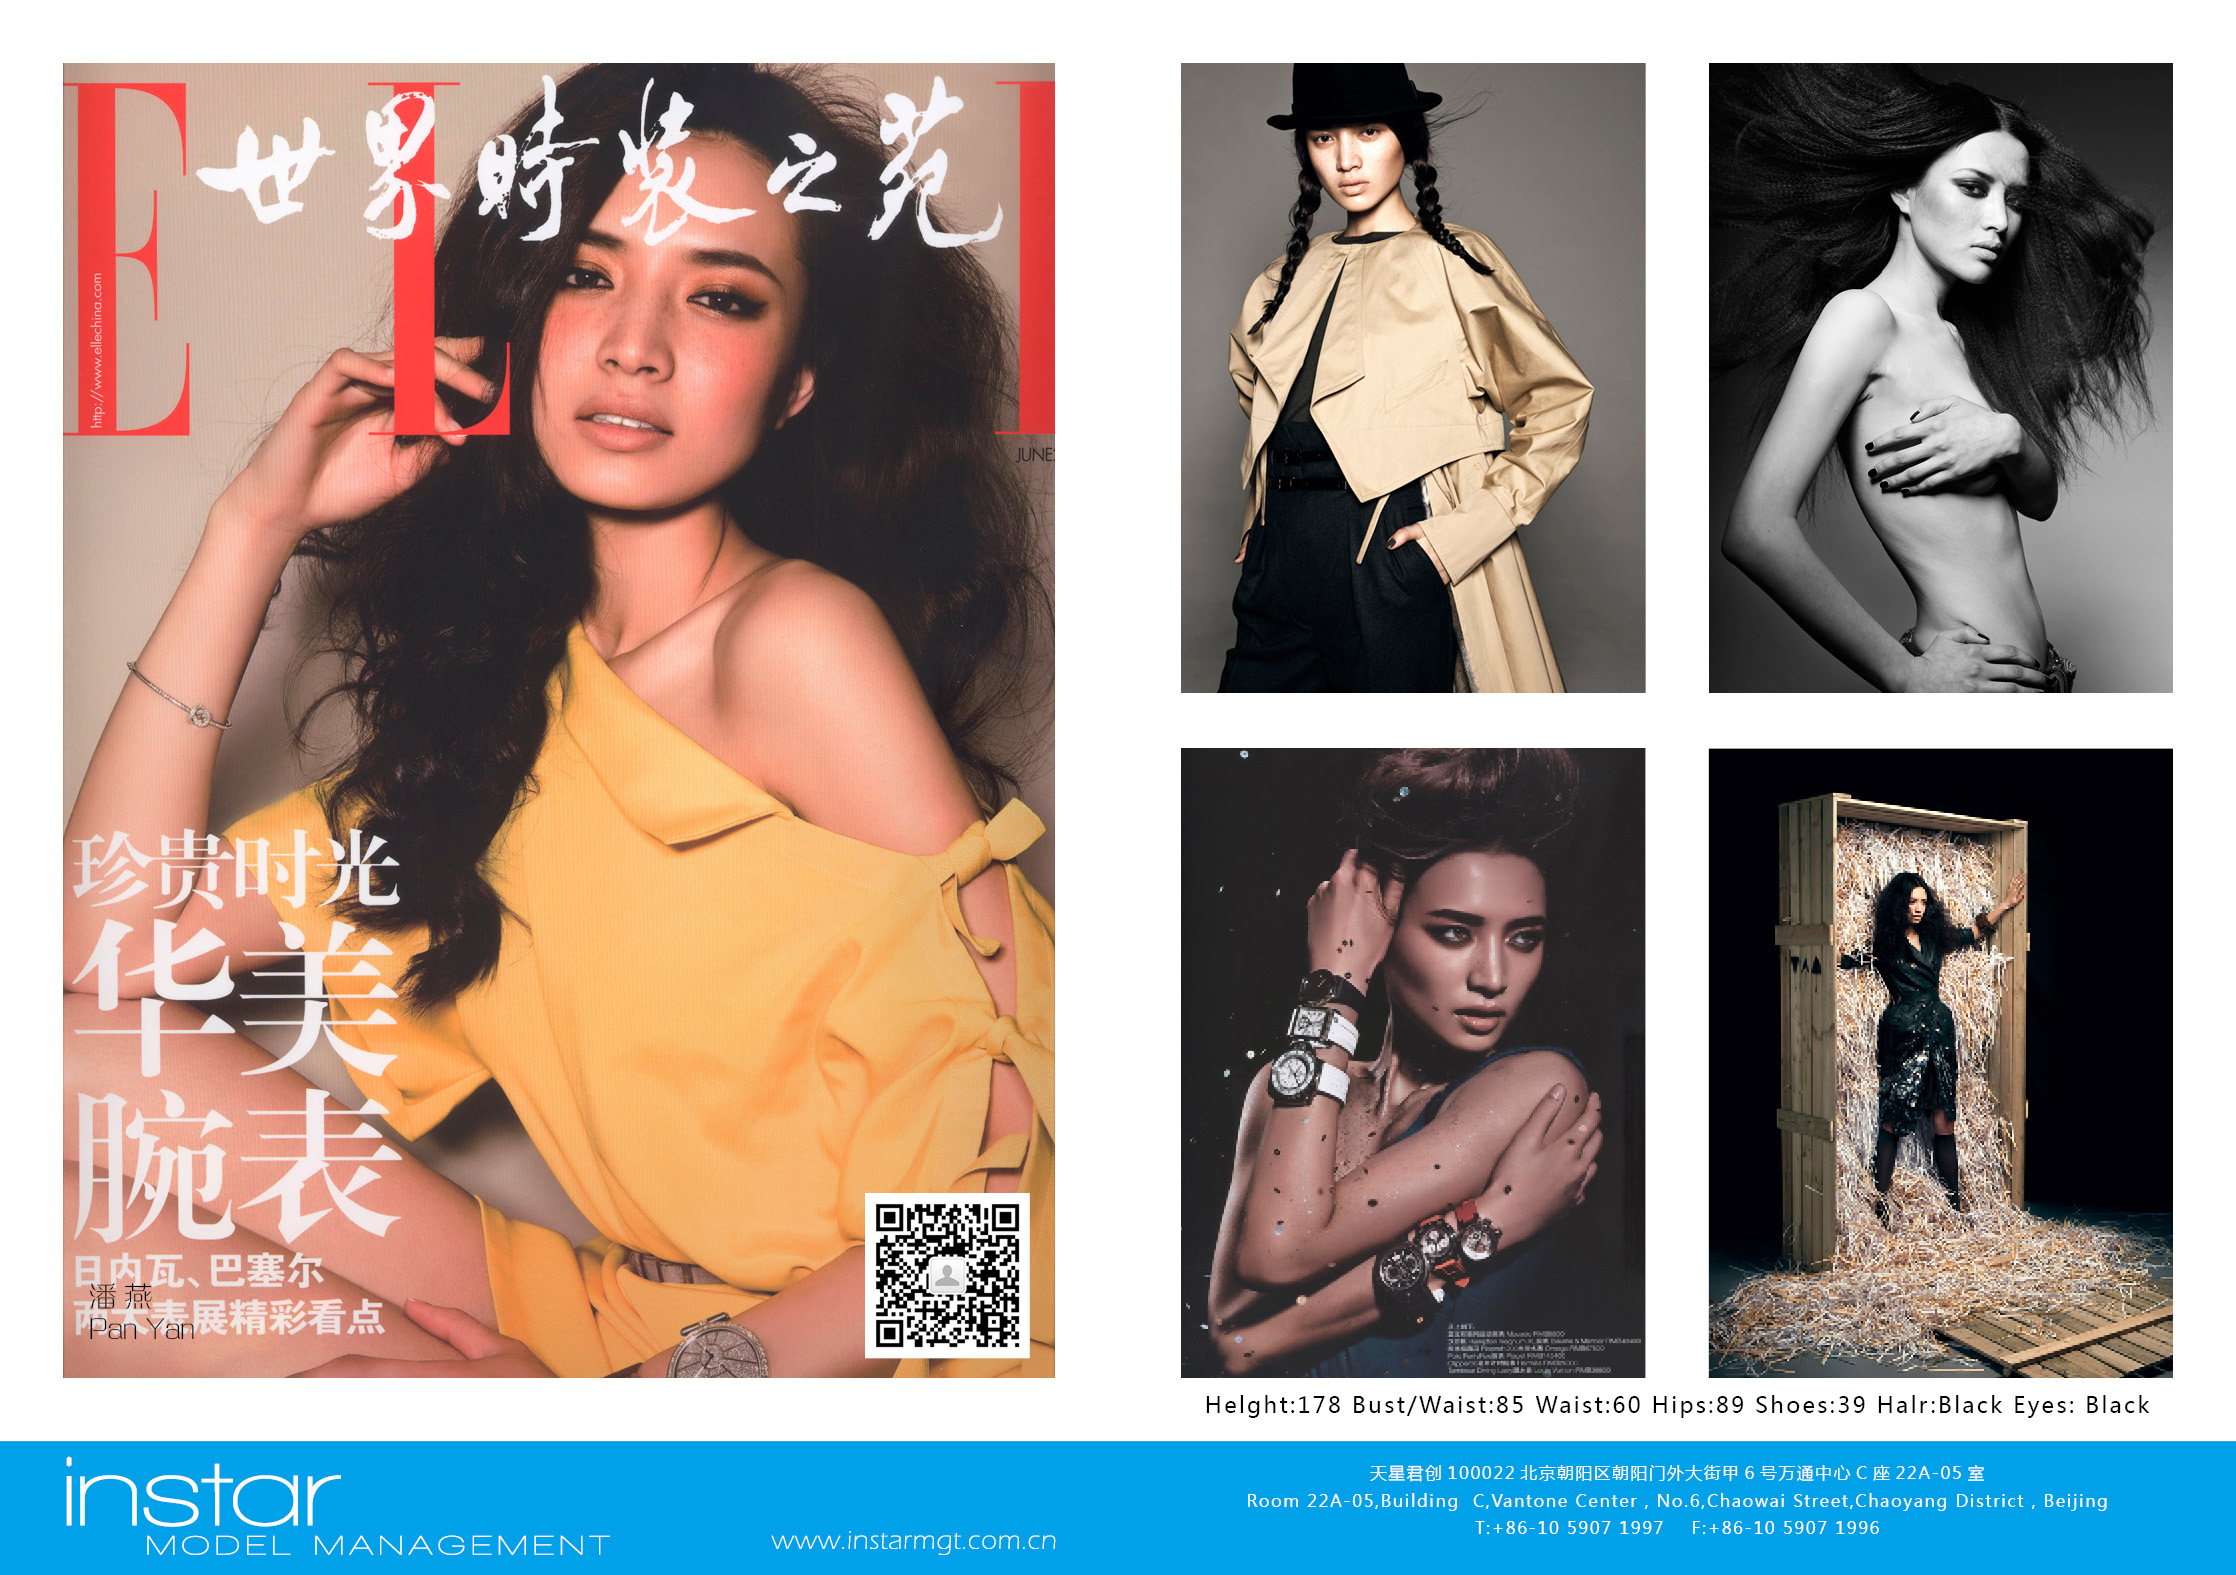 ELLE
世界時裝之苑
http://www.ellechina.com
JUNE
珍贵时光
华美
腕表
日内瓦、巴塞尔
两大表展精彩看点
潘 燕
Pan Yan
Helght:178 Bust/Waist:85 Waist:60 Hips:89 Shoes:39 Halr:Black Eyes: Black
instar
MODEL MANAGEMENT
www.instarmgt.com.cn
天星君创 100022 北京朝阳区朝阳门外大街甲 6 号万通中心 C 座 22A-05 室
Room 22A-05,Building C,Vantone Center , No.6,Chaowai Street,Chaoyang District , Beijing
T:+86-10 5907 1997 F:+86-10 5907 1996